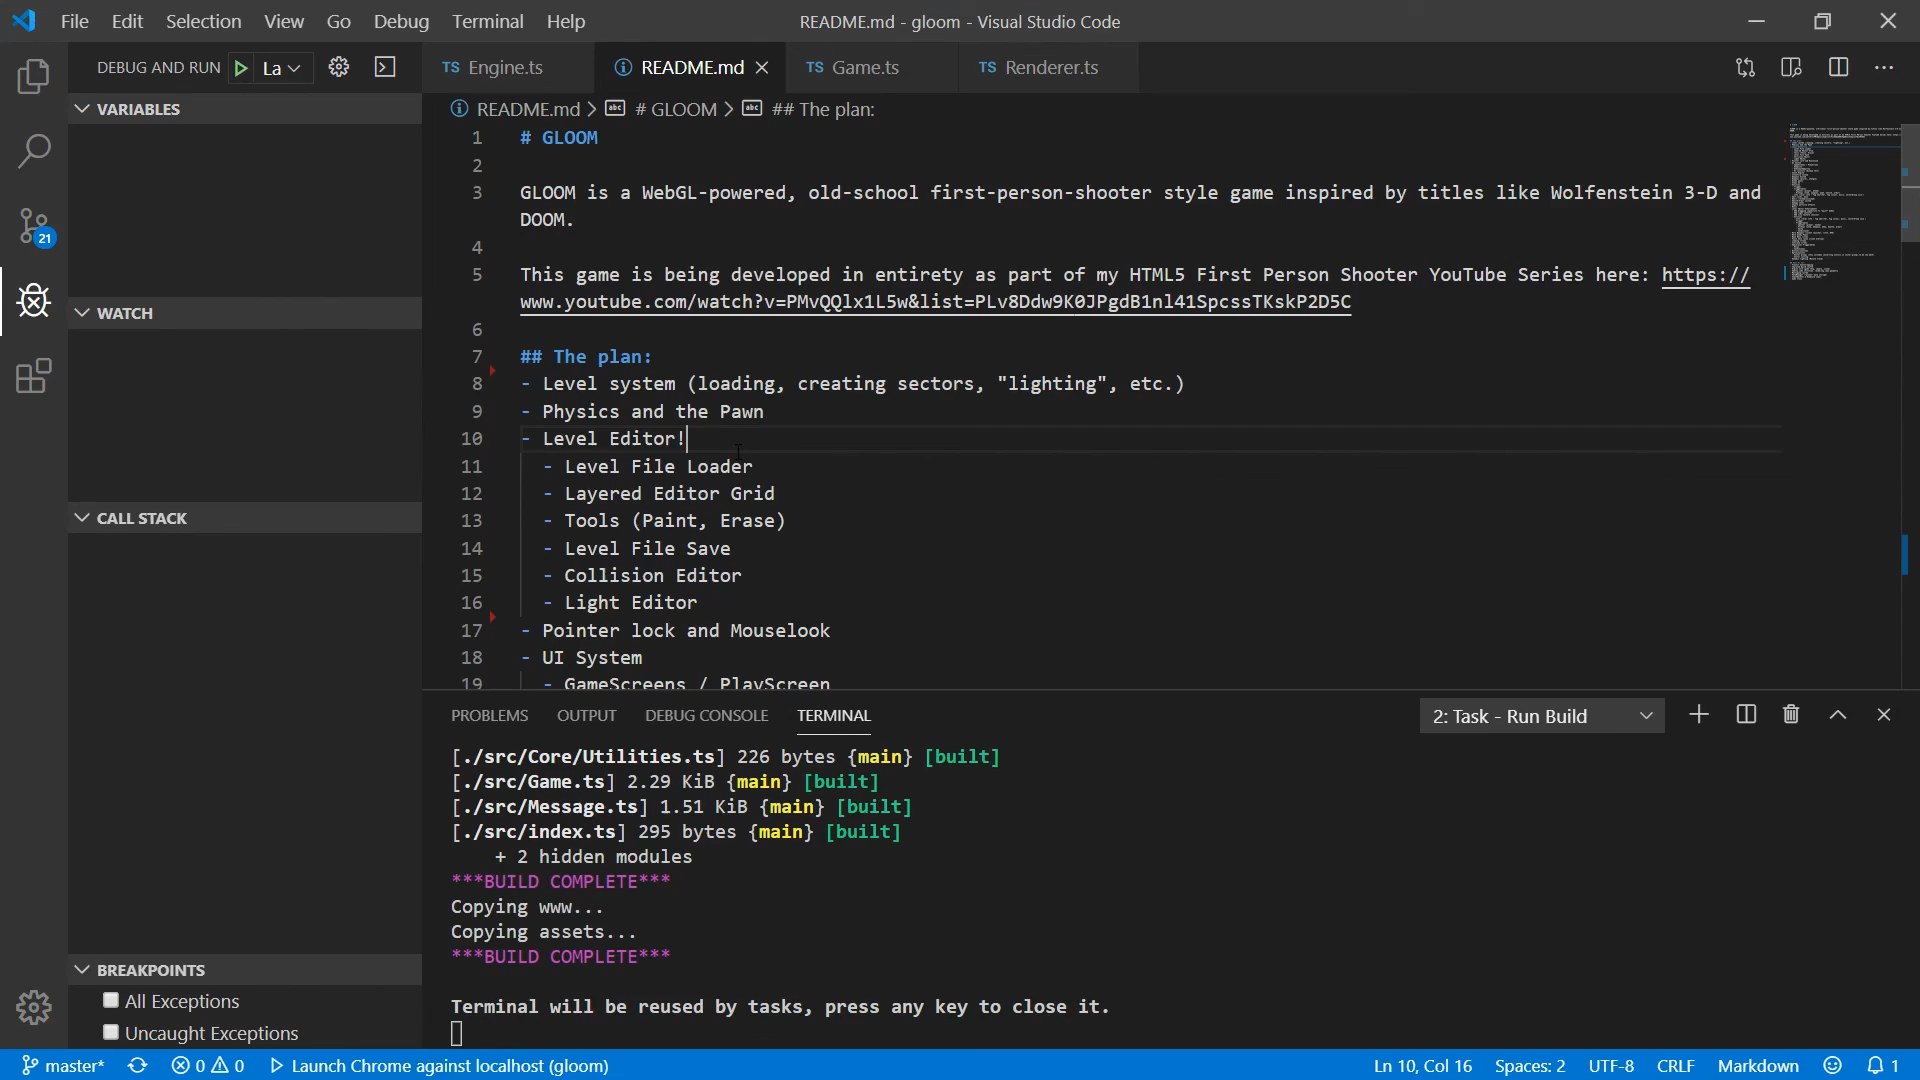 File Edit Selection View Go Debug Terminal Help
README.md - gloom - Visual Studio Code
DEBUG AND RUN La
TS Engine.ts README.md TS Game.ts TS Renderer.ts
VARIABLES
README.md > # GLOOM > ## The plan:
1 # GLOOM
2
3 GLOOM is a WebGL-powered, old-school first-person-shooter style game inspired by titles like Wolfenstein 3-D and
DOOM.
4
5 This game is being developed in entirety as part of my HTML5 First Person Shooter YouTube Series here: https://
www.youtube.com/watch?v=PMvQQlx1L5w&list=PLv8Ddw9K0JPgdB1nl41SpcssTKskP2D5C
6
7 ## The plan:
8 - Level system (loading, creating sectors, "lighting", etc.)
9 - Physics and the Pawn
10 - Level Editor!
11 - Level File Loader
12 - Layered Editor Grid
13 - Tools (Paint, Erase)
14 - Level File Save
15 - Collision Editor
16 - Light Editor
17 - Pointer lock and Mouselook
18 - UI System
19 - GameScreens / PlayScreen
21
WATCH
CALL STACK
BREAKPOINTS
All Exceptions
Uncaught Exceptions
PROBLEMS OUTPUT DEBUG CONSOLE TERMINAL
2: Task - Run Build
[./src/Core/Utilities.ts] 226 bytes {main} [built]
[./src/Game.ts] 2.29 KiB {main} [built]
[./src/Message.ts] 1.51 KiB {main} [built]
[./src/index.ts] 295 bytes {main} [built]
+ 2 hidden modules
***BUILD COMPLETE***
Copying www...
Copying assets...
***BUILD COMPLETE***
Terminal will be reused by tasks, press any key to close it.
master* 0 0 Launch Chrome against localhost (gloom)
Ln 10, Col 16 Spaces: 2 UTF-8 CRLF Markdown 1